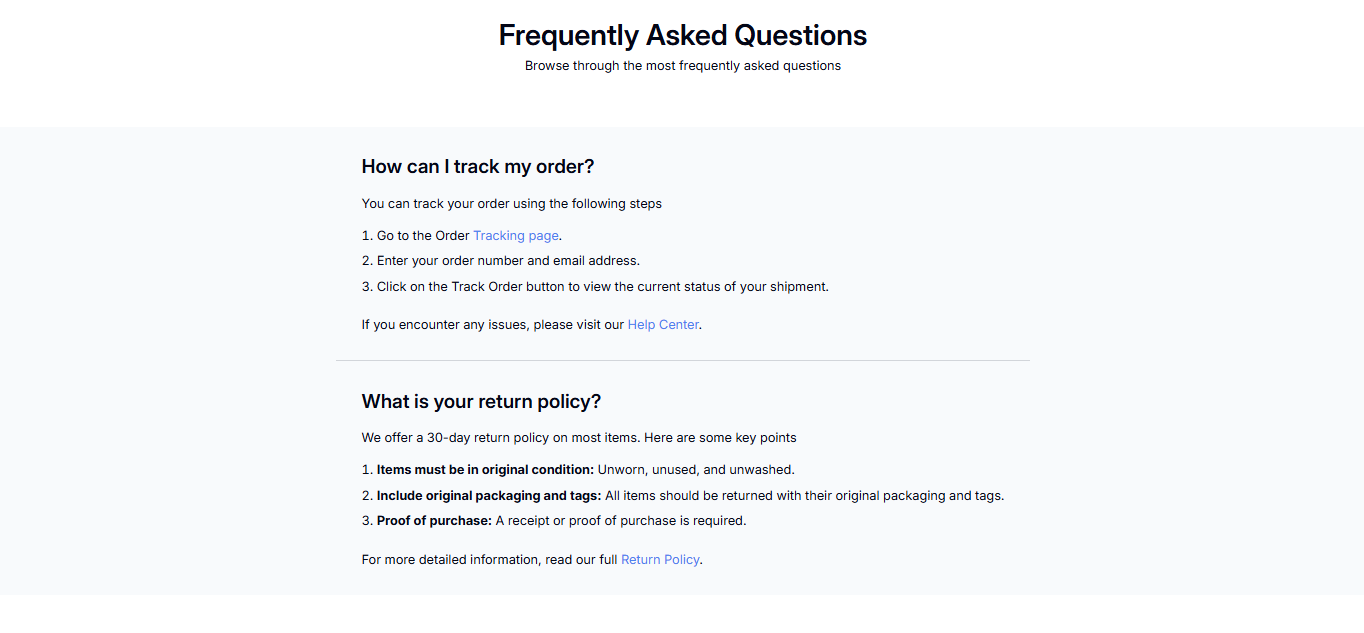 Frequently Asked Questions
Browse through the most frequently asked questions
How can I track my order?
You can track your order using the following steps
1. Go to the Order Tracking page.
2. Enter your order number and email address.
3. Click on the Track Order button to view the current status of your shipment.
If you encounter any issues, please visit our Help Center.
What is your return policy?
We offer a 30-day return policy on most items. Here are some key points
1. Items must be in original condition: Unworn, unused, and unwashed.
2. Include original packaging and tags: All items should be returned with their original packaging and tags.
3. Proof of purchase: A receipt or proof of purchase is required.
For more detailed information, read our full Return Policy.